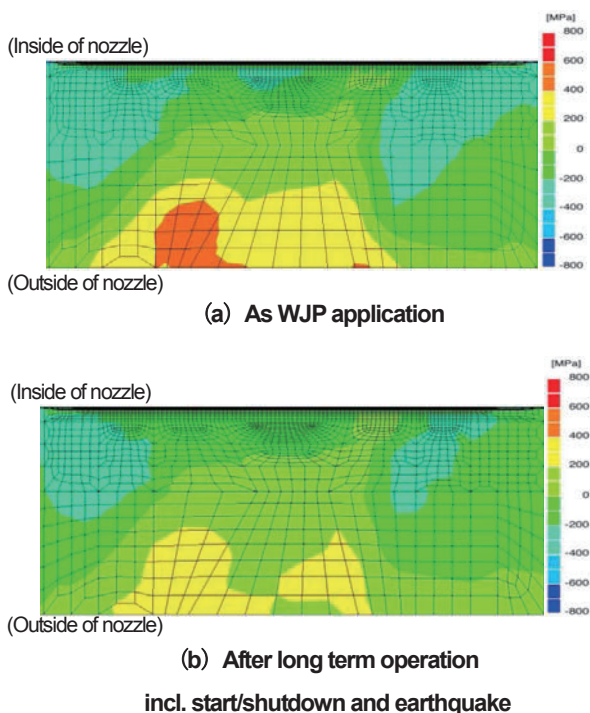 [MPa]
800
(Inside of nozzle)
600
400
200
0
-200
-400
-600
-800
(Outside of nozzle)
(a) As WJP application
[MPa]
800
(Inside of nozzle)
600
400
200
0
-200
-400
-600
-800
(Outside of nozzle)
(b) After long term operation
incl. start/shutdown and earthquake